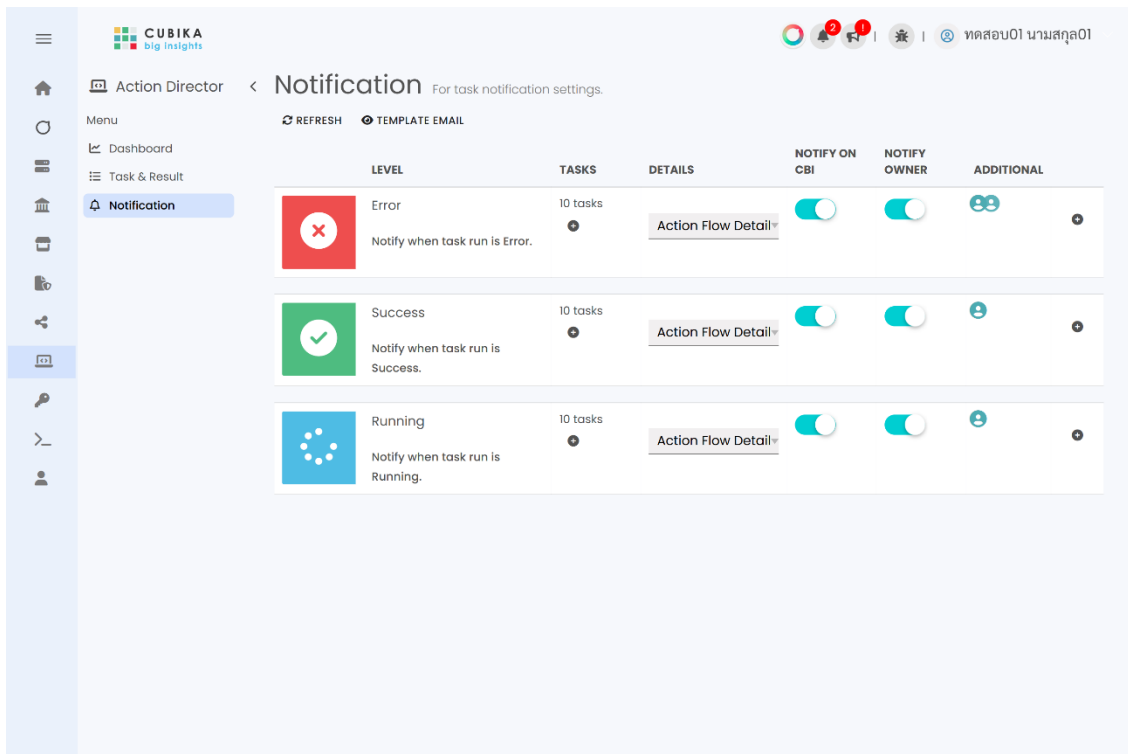 CUBIKA
big Insights
2
!
ทดสอบ01 นามสกุล01
Action Director
Notification For task notification settings.
Menu
REFRESH TEMPLATE EMAIL
Dashboard
Task & Result
Notification
LEVEL TASKS DETAILS NOTIFY ON CBI NOTIFY OWNER ADDITIONAL
Error
10 tasks
Action Flow Detail
Notify when task run is Error.
Success
10 tasks
Action Flow Detail
Notify when task run is
Success.
Running
10 tasks
Action Flow Detail
Notify when task run is
Running.